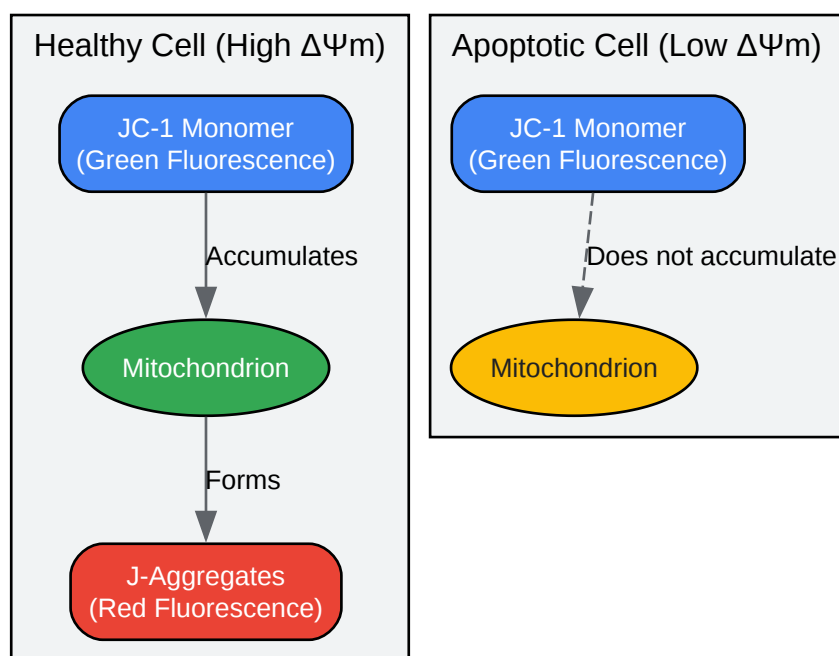 Healthy Cell (High ΔΨm)
JC-1 Monomer
(Green Fluorescence)
Accumulates
Mitochondrion
Forms
J-Aggregates
(Red Fluorescence)
Apoptotic Cell (Low ΔΨm)
JC-1 Monomer
(Green Fluorescence)
Does not accumulate
Mitochondrion